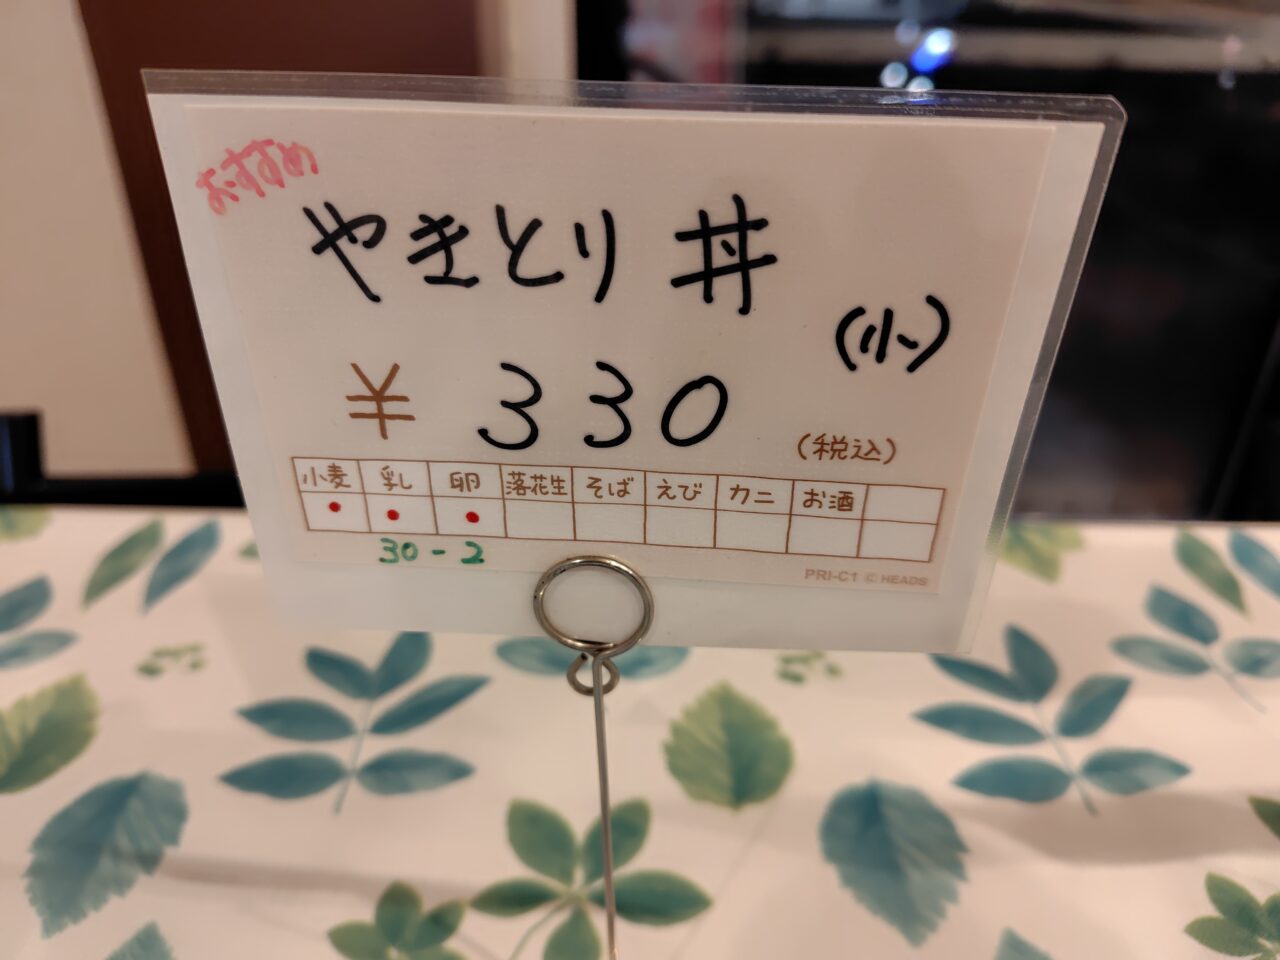 おすすめ
やきとり丼
(小)
¥ 330
(税込)
小麦 乳 卵 落花生 そば えび カニ お酒
30-2
PRI-C1 © HEADS